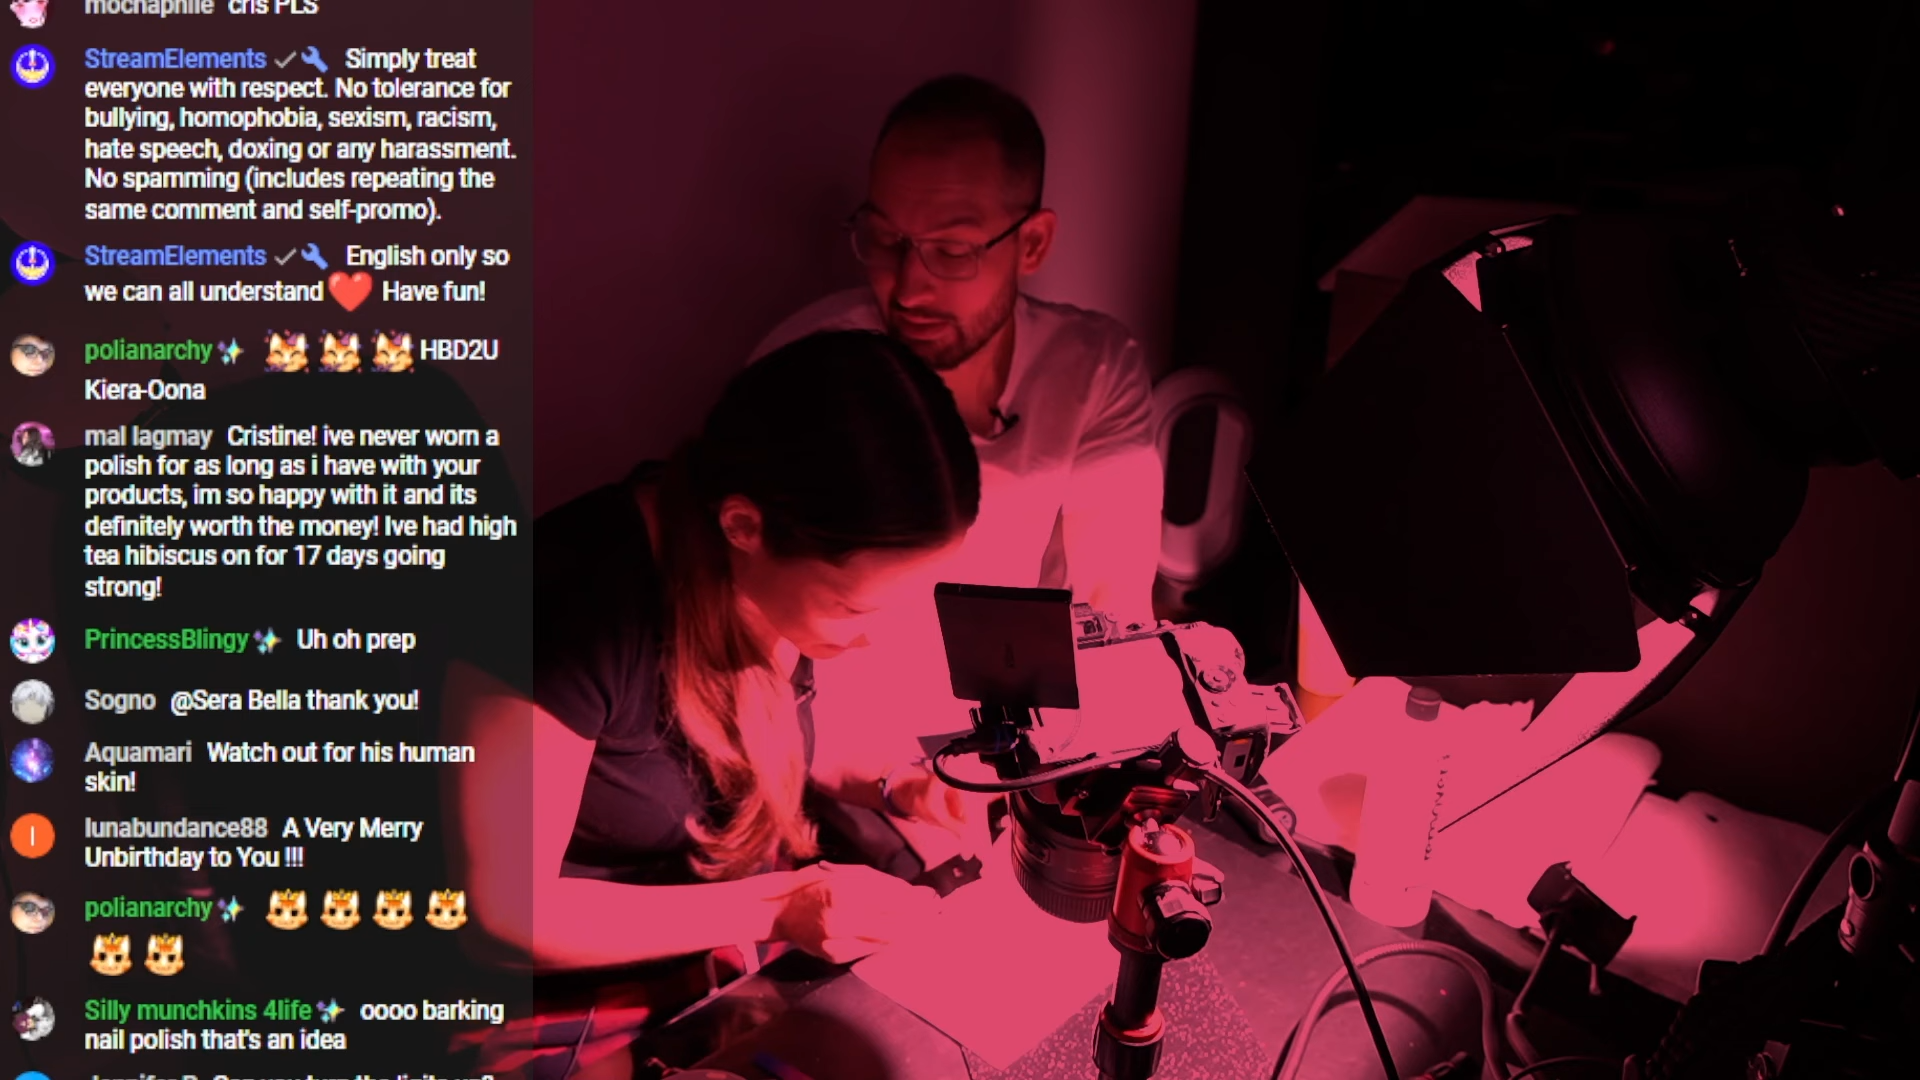 mochaphile cris PLS
StreamElements Simply treat
everyone with respect. No tolerance for
bullying, homophobia, sexism, racism,
hate speech, doxing or any harassment.
No spamming (includes repeating the
same comment and self-promo).
StreamElements English only so
we can all understand Have fun!
polianarchy HBD2U
Kiera-Oona
mal lagmay Cristine! ive never worn a
polish for as long as i have with your
products, im so happy with it and its
definitely worth the money! Ive had high
tea hibiscus on for 17 days going
strong!
PrincessBlingy Uh oh prep
Sogno @Sera Bella thank you!
Aquamari Watch out for his human
skin!
lunabundance88 A Very Merry
Unbirthday to You !!!
polianarchy
Silly munchkins 4life oooo barking
nail polish that's an idea